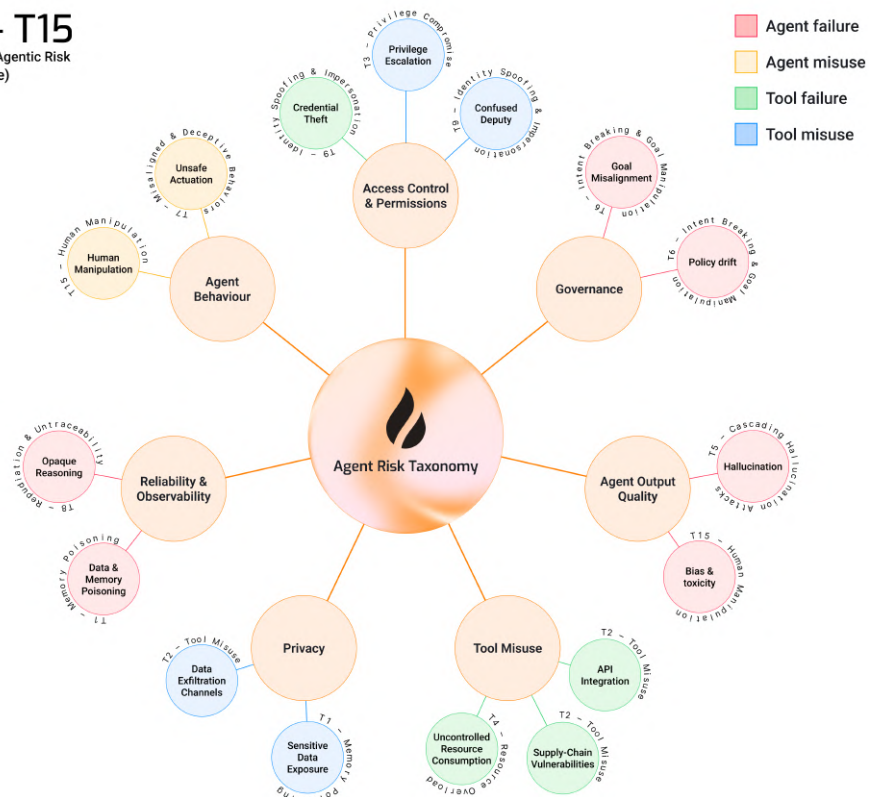 - T15
Agentic Risk
e)
Agent failure
Agent misuse
Tool failure
Tool misuse
T3 - Privilege Compromise
Privilege
Escalation
T9 - Identity Spoofing & Impersonation
Credential
Theft
T9 - Identity Spoofing & Impersonation
Confused
Deputy
Access Control
& Permissions
T7 - Misaligned & Deceptive Behaviors
Unsafe
Actuation
T15 - Human Manipulation
Human
Manipulation
Agent
Behaviour
T6 - Intent Breaking & Goal Manipulation
Goal
Misalignment
T6 - Intent Breaking & Goal Manipulation
Policy drift
Governance
Agent Risk Taxonomy
T8 - Repudiation & Untraceability
Opaque
Reasoning
Reliability &
Observability
T1 - Memory Poisoning
Data &
Memory
Poisoning
T5 - Cascading Hallucination Attacks
Hallucination
Agent Output
Quality
T15 - Human Manipulation
Bias &
toxicity
Privacy
T2 - Tool Misuse
Data
Exfiltration
Channels
T1 - Memory Po
ng
Sensitive
Data
Exposure
Tool Misuse
T2 - Tool Misuse
API
Integration
T4 - Resource Overload
Uncontrolled
Resource
Consumption
T2 - Tool Misuse
Supply-Chain
Vulnerabilities